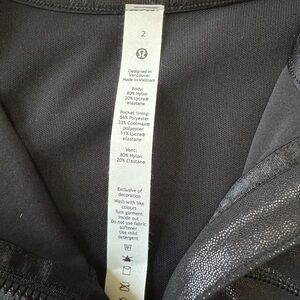 2
Designed in
Vancouver
Made in Vietnam
Body:
80% Nylon
20% Lycra®
elastane
Pocket lining:
56% Polyester
33% Coolmax®
polyester
11% Lycra®
elastane
Vent:
80% Nylon
20% Elastane
Exclusive of
decoration
Wash with like
colours
Turn garment
inside out
Do not use fabric
softener
Use mild
detergent